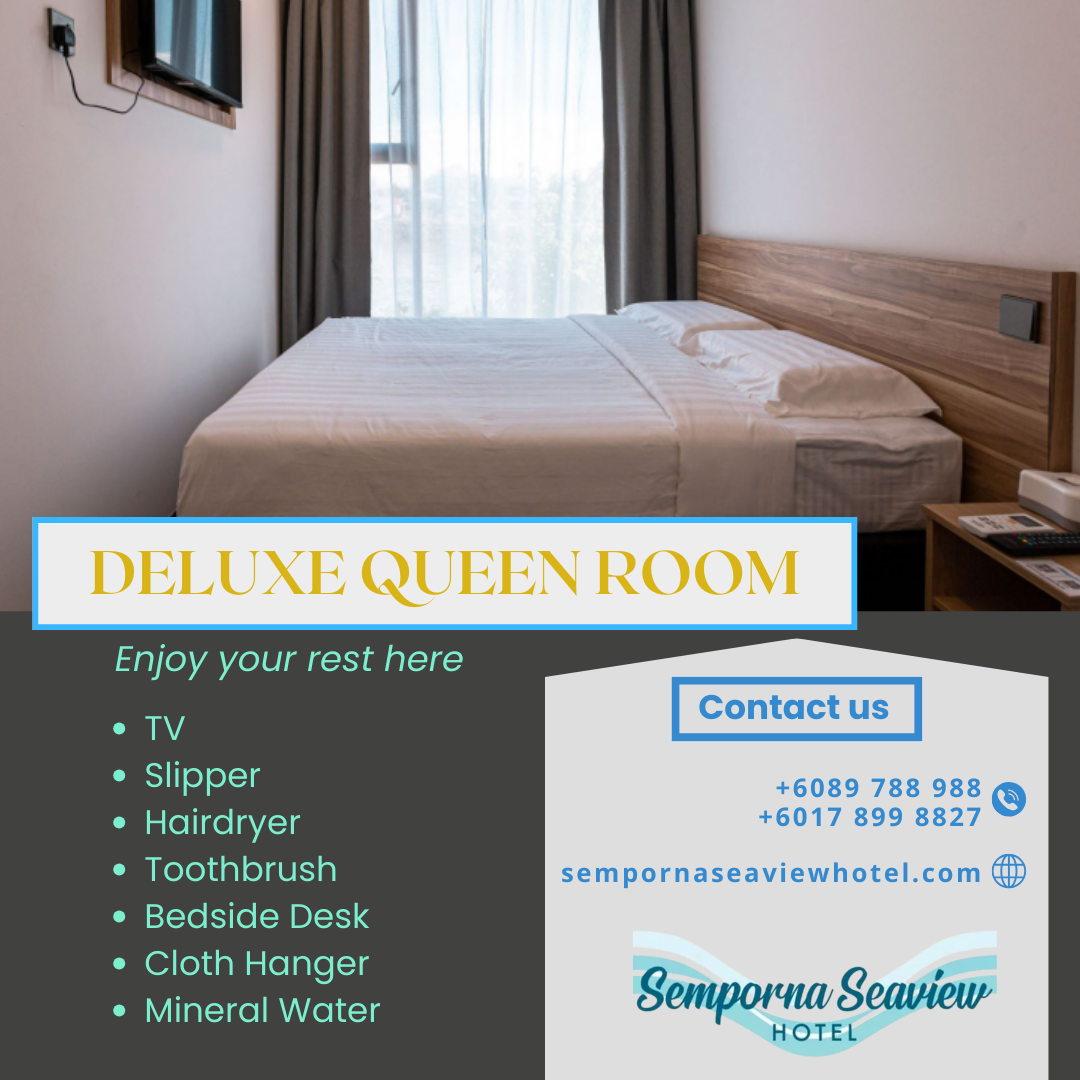 DELUXE QUEEN ROOM
Enjoy your rest here
• TV
• Slipper
• Hairdryer
• Toothbrush
• Bedside Desk
• Cloth Hanger
• Mineral Water
Contact us
+6089 788 988
+6017 899 8827
sempornaseaviewhotel.com
Semporna Seaview
HOTEL